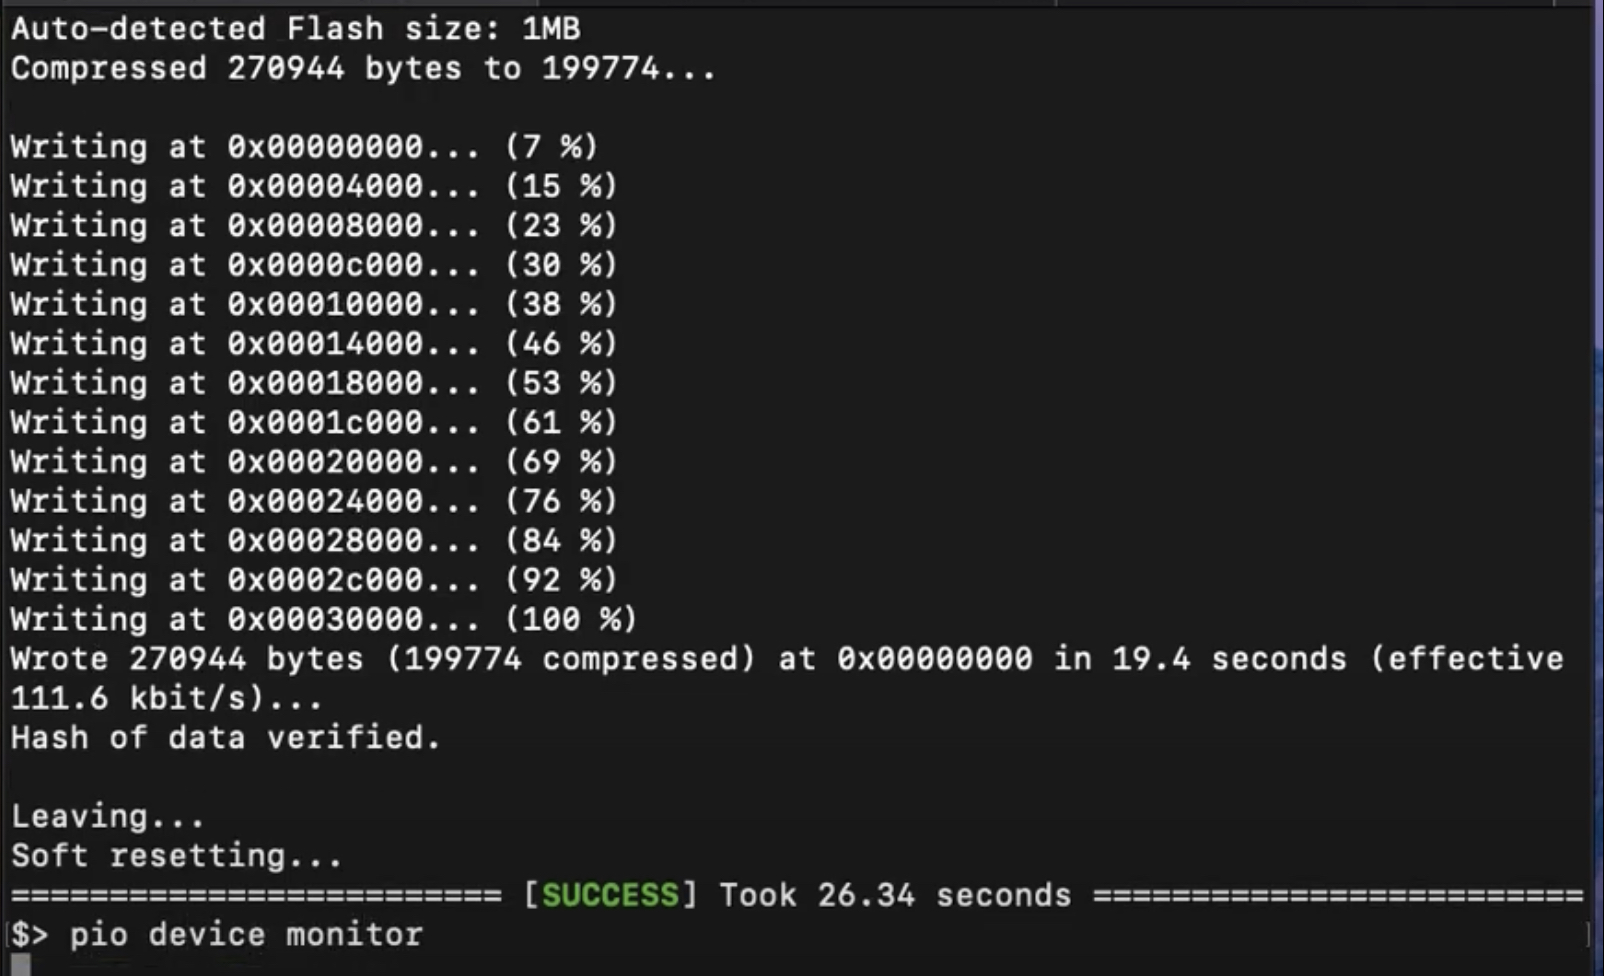 Auto-detected Flash size: 1MB
Compressed 270944 bytes to 199774...
Writing at 0x00000000... (7 %)
Writing at 0x00004000... (15 %)
Writing at 0x00008000... (23 %)
Writing at 0x0000c000... (30 %)
Writing at 0x00010000... (38 %)
Writing at 0x00014000... (46 %)
Writing at 0x00018000... (53 %)
Writing at 0x0001c000... (61 %)
Writing at 0x00020000... (69 %)
Writing at 0x00024000... (76 %)
Writing at 0x00028000... (84 %)
Writing at 0x0002c000... (92 %)
Writing at 0x00030000... (100 %)
Wrote 270944 bytes (199774 compressed) at 0x00000000 in 19.4 seconds (effective
111.6 kbit/s)...
Hash of data verified.
Leaving...
Soft resetting...
========================= [SUCCESS] Took 26.34 seconds =========================
[$> pio device monitor ]